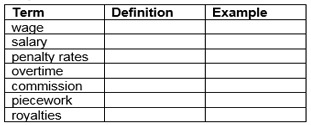 Term Definition Example
wage
salary
penalty rates
overtime
commission
piecework
royalties